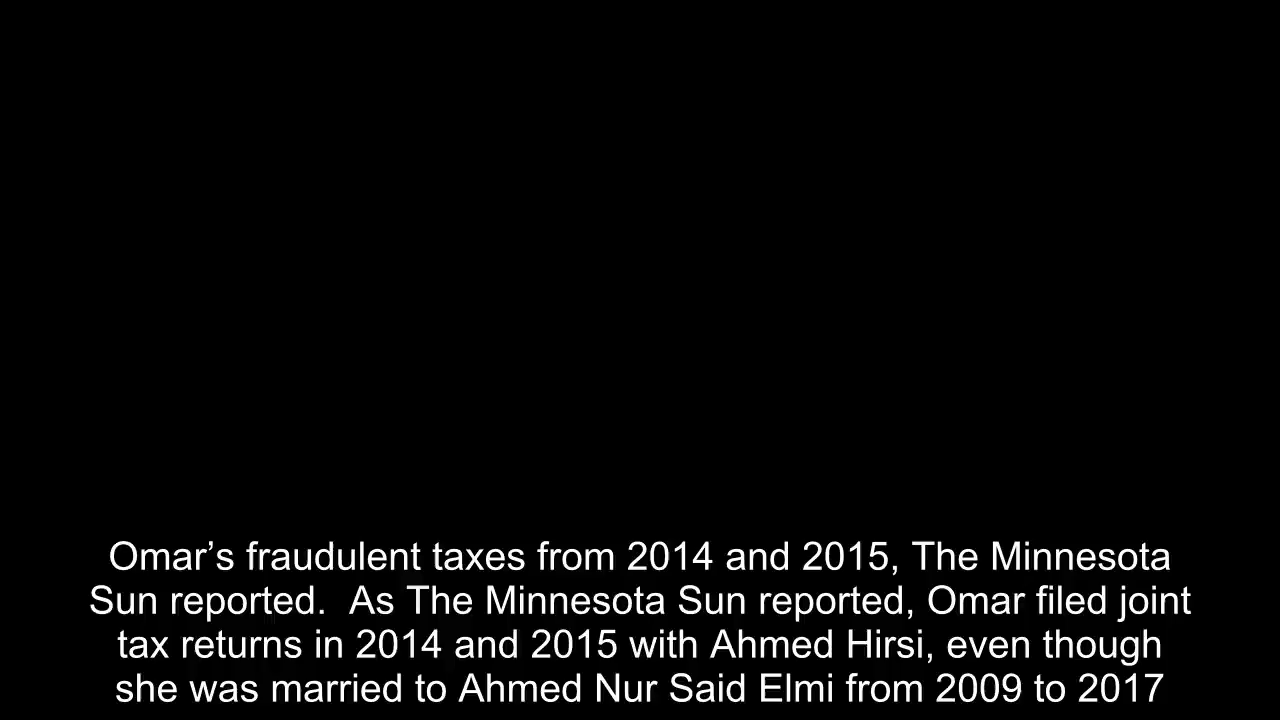 Omar’s fraudulent taxes from 2014 and 2015, The Minnesota
Sun reported.  As The Minnesota Sun reported, Omar filed joint
tax returns in 2014 and 2015 with Ahmed Hirsi, even though
she was married to Ahmed Nur Said Elmi from 2009 to 2017